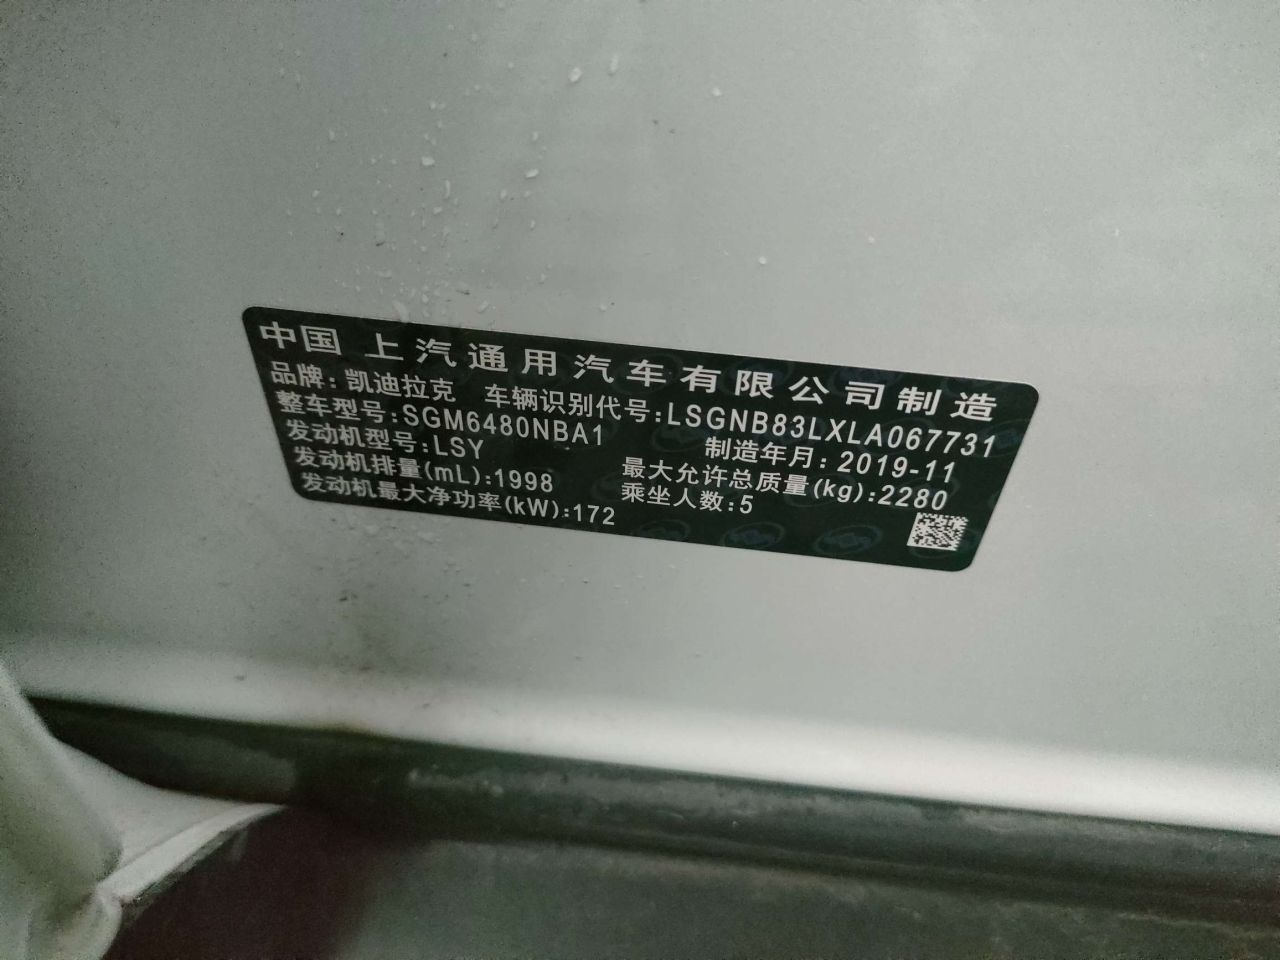 中国 上汽通用汽车有限公司制造
品牌:凯迪拉克 车辆识别代号:LSGNB83LXLA067731
整车型号:SGM6480NBA1 制造年月:2019-11
发动机型号:LSY 最大允许总质量(kg):2280
发动机排量(mL):1998 乘坐人数:5
发动机最大净功率(kW):172